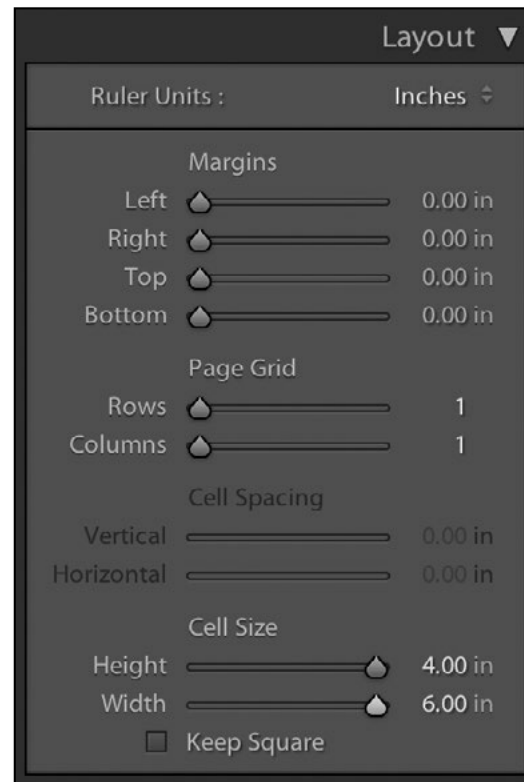 Layout ▼
Ruler Units : Inches
Margins
Left 0.00 in
Right 0.00 in
Top 0.00 in
Bottom 0.00 in
Page Grid
Rows 1
Columns 1
Cell Spacing
Vertical 0.00 in
Horizontal 0.00 in
Cell Size
Height 4.00 in
Width 6.00 in
Keep Square